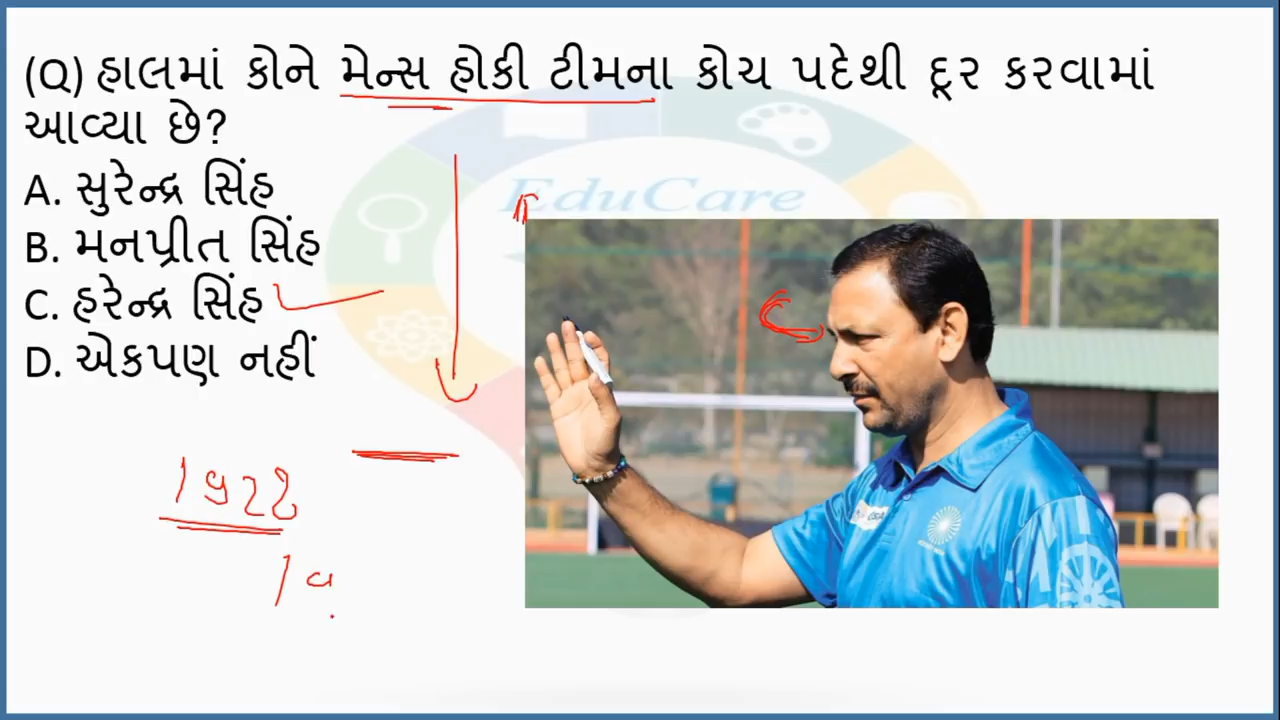 (Q) હાલમાં કોને મેન્સ હોકી ટીમના કોચ પદેથી દૂર કરવામાં
આવ્યા છે?
A. સુરેન્દ્ર સિંહ
B. મનપ્રીત સિંહ
C. હરેન્દ્ર સિંહ
D. એકપણ નહીં
EduCare